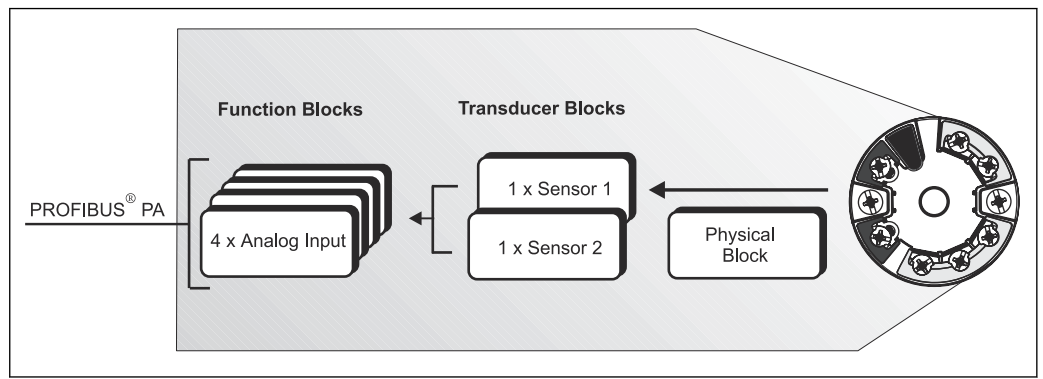 Function Blocks
Transducer Blocks
PROFIBUS® PA
4 x Analog Input
1 x Sensor 1
1 x Sensor 2
Physical
Block